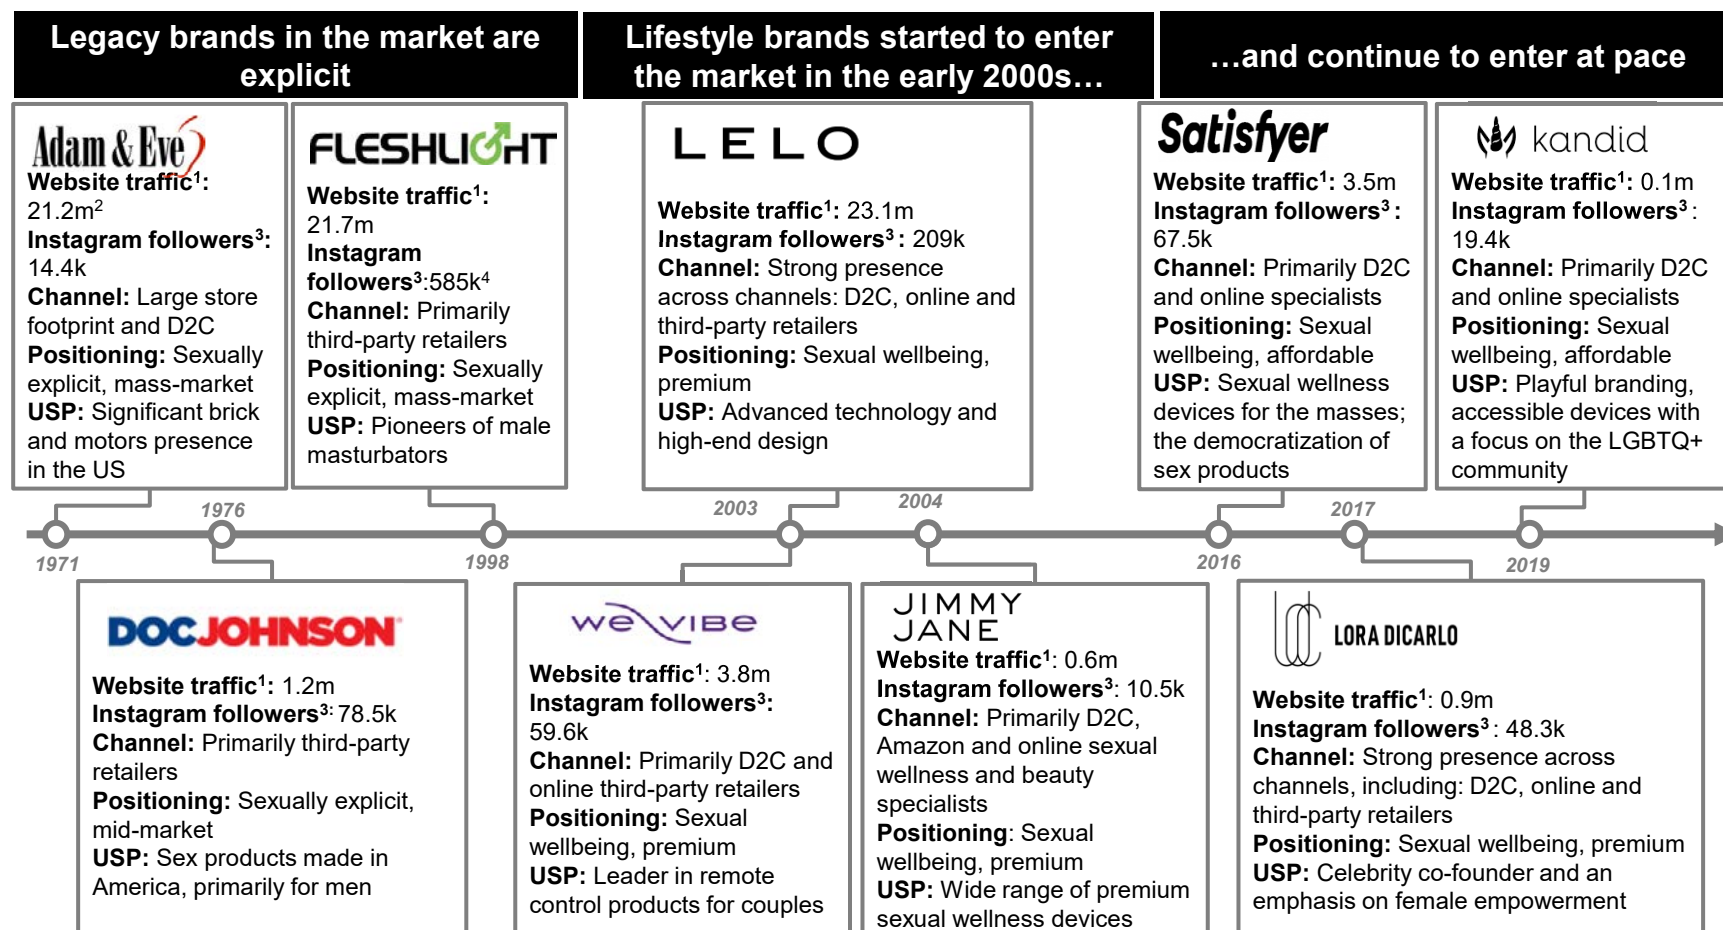 Legacy brands in the market are
explicit
Lifestyle brands started to enter
the market in the early 2000s…
…and continue to enter at pace
Adam & Eve
Website traffic¹:
21.2m²
Instagram followers³:
14.4k
Channel: Large store
footprint and D2C
Positioning: Sexually
explicit, mass-market
USP: Significant brick
and motors presence
in the US
FLESHLIGHT
Website traffic¹:
21.7m
Instagram
followers³:585k⁴
Channel: Primarily
third-party retailers
Positioning: Sexually
explicit, mass-market
USP: Pioneers of male
masturbators
LELO
Website traffic¹: 23.1m
Instagram followers³ : 209k
Channel: Strong presence
across channels: D2C, online and
third-party retailers
Positioning: Sexual wellbeing,
premium
USP: Advanced technology and
high-end design
Satisfyer
Website traffic¹: 3.5m
Instagram followers³ :
67.5k
Channel: Primarily D2C
and online specialists
Positioning: Sexual
wellbeing, affordable
USP: Sexual wellness
devices for the masses;
the democratization of
sex products
kandid
Website traffic¹: 0.1m
Instagram followers³ :
19.4k
Channel: Primarily D2C
and online specialists
Positioning: Sexual
wellbeing, affordable
USP: Playful branding,
accessible devices with
a focus on the LGBTQ+
community
1971
1976
1998
2003
2004
2016
2017
2019
DOC JOHNSON®
Website traffic¹: 1.2m
Instagram followers³: 78.5k
Channel: Primarily third-party
retailers
Positioning: Sexually explicit,
mid-market
USP: Sex products made in
America, primarily for men
we vibe
Website traffic¹: 3.8m
Instagram followers³:
59.6k
Channel: Primarily D2C and
online third-party retailers
Positioning: Sexual
wellbeing, premium
USP: Leader in remote
control products for couples
JIMMY
JANE
Website traffic¹: 0.6m
Instagram followers³: 10.5k
Channel: Primarily D2C,
Amazon and online sexual
wellness and beauty
specialists
Positioning: Sexual
wellbeing, premium
USP: Wide range of premium
sexual wellness devices
LORA DICARLO
Website traffic¹: 0.9m
Instagram followers³ : 48.3k
Channel: Strong presence across
channels, including: D2C, online and
third-party retailers
Positioning: Sexual wellbeing, premium
USP: Celebrity co-founder and an
emphasis on female empowerment